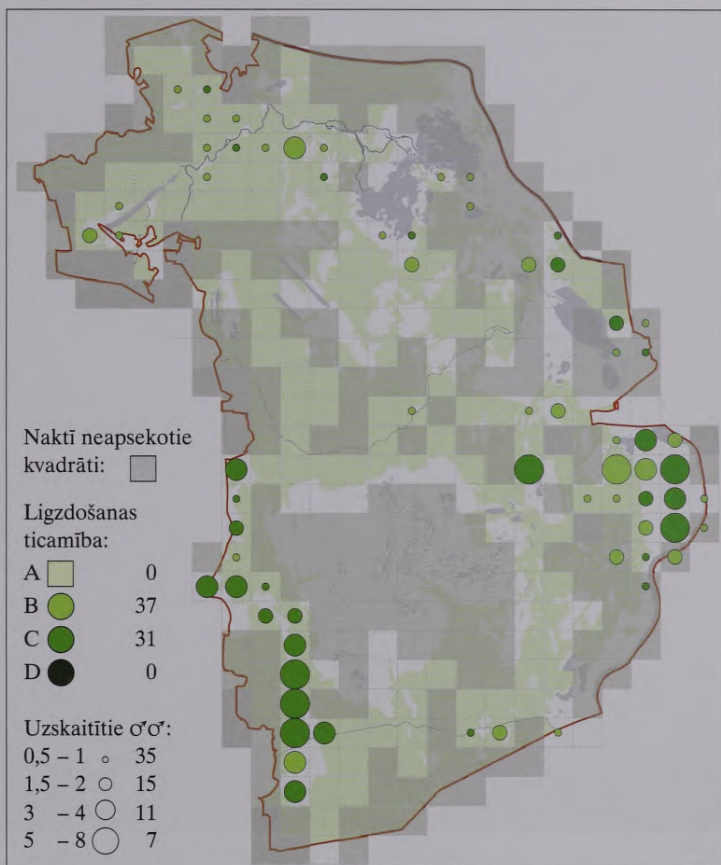 Naktī neapsekotie
kvadrāti:
Ligzdošanas
ticamība:
A 0
B 37
C 31
D 0
Uzskaitītie ♂♂:
0,5 – 1 35
1,5 – 2 15
3 – 4 11
5 – 8 7